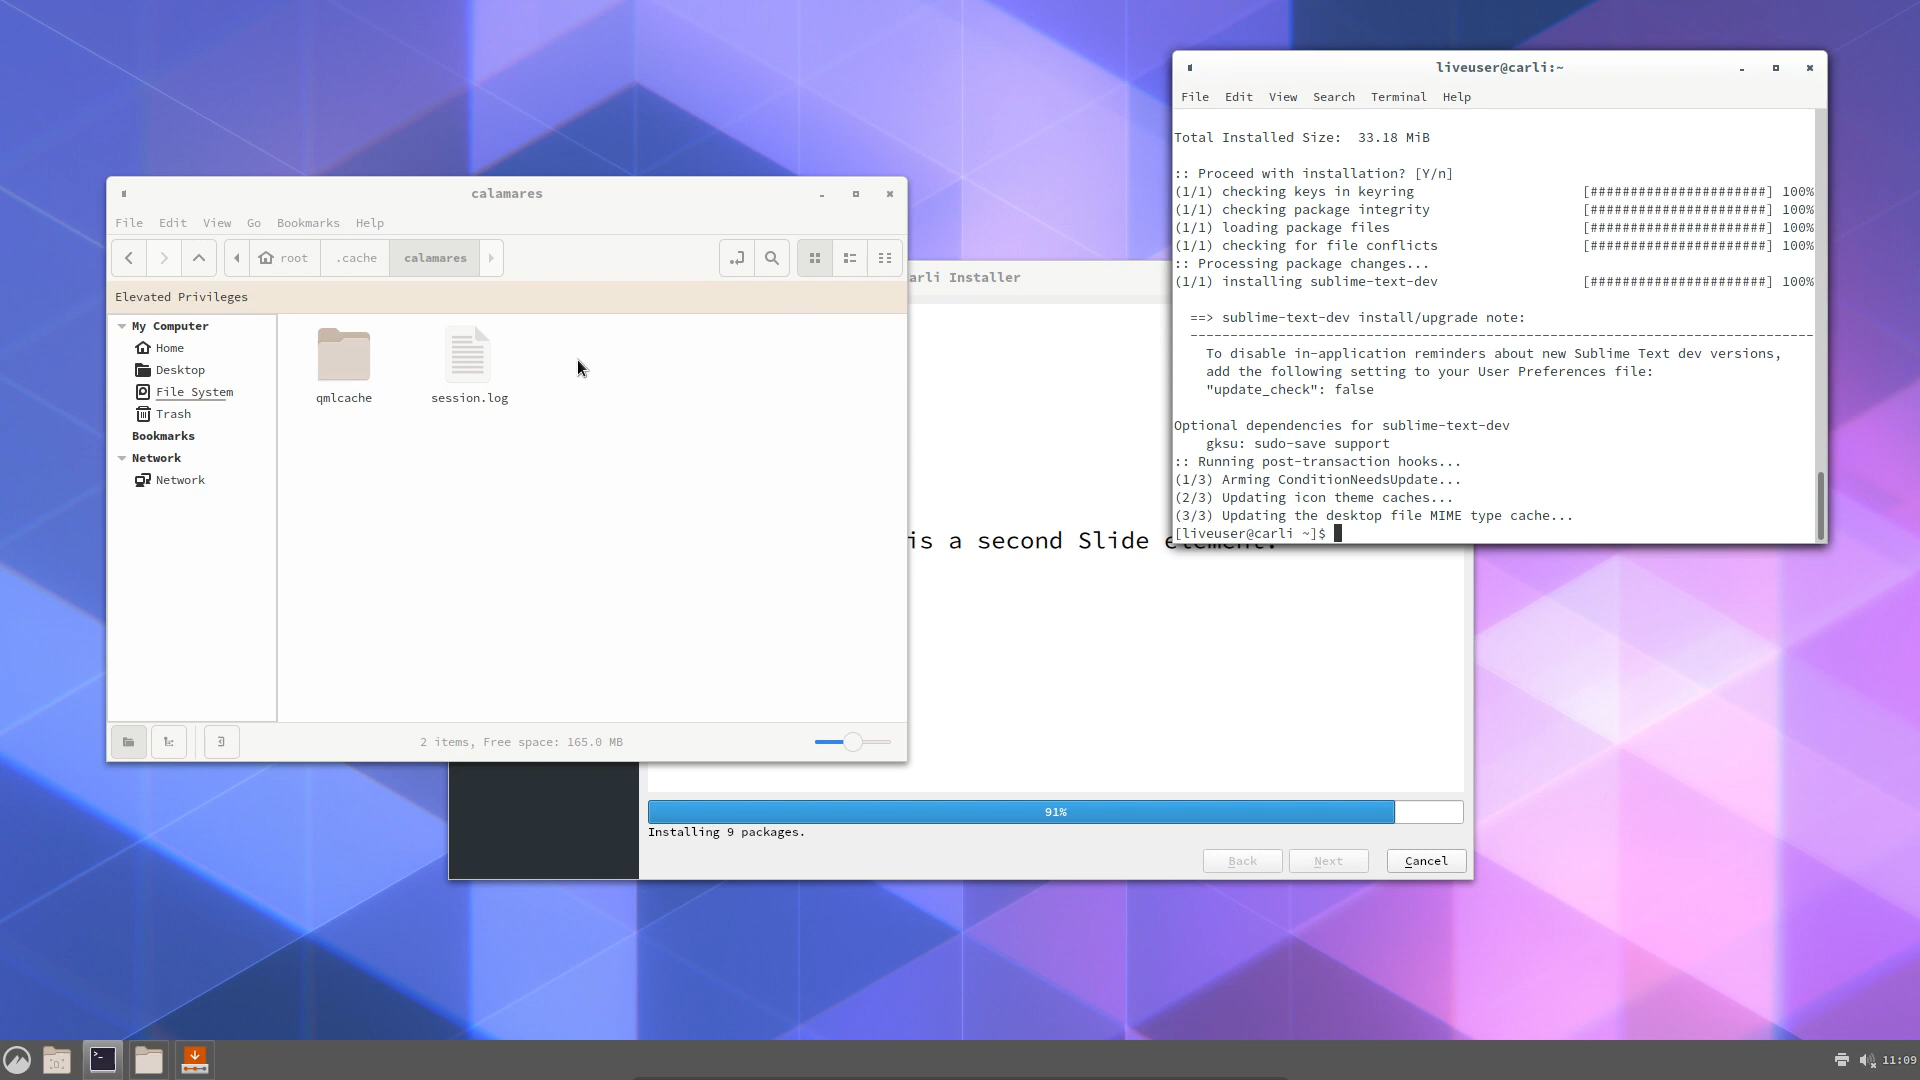 calamares
File Edit View Go Bookmarks Help
root .cache calamares
Elevated Privileges
My Computer
Home
Desktop
File System
Trash
Bookmarks
Network
Network
qmlcache session.log
2 items, Free space: 165.0 MB
arli Installer
is a second Slide element.
91%
Installing 9 packages.
Back Next Cancel
liveuser@carli:~
File Edit View Search Terminal Help
Total Installed Size:  33.18 MiB
:: Proceed with installation? [Y/n]
(1/1) checking keys in keyring [######################] 100%
(1/1) checking package integrity [######################] 100%
(1/1) loading package files [######################] 100%
(1/1) checking for file conflicts [######################] 100%
:: Processing package changes...
(1/1) installing sublime-text-dev [######################] 100%
==> sublime-text-dev install/upgrade note:
--------------------------------------------------------------------------------
To disable in-application reminders about new Sublime Text dev versions,
add the following setting to your User Preferences file:
"update_check": false
Optional dependencies for sublime-text-dev
gksu: sudo-save support
:: Running post-transaction hooks...
(1/3) Arming ConditionNeedsUpdate...
(2/3) Updating icon theme caches...
(3/3) Updating the desktop file MIME type cache...
[liveuser@carli ~]$
11:09